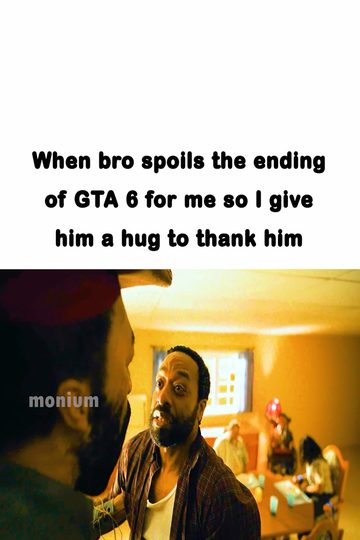 When bro spoils the ending
of GTA 6 for me so I give
him a hug to thank him
monium